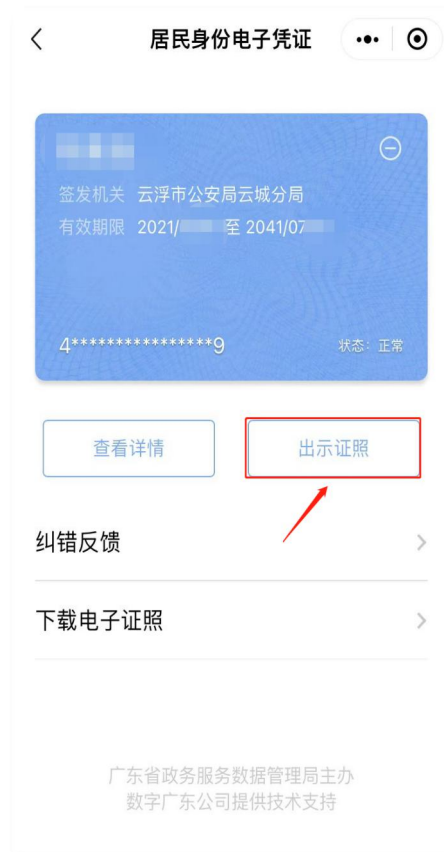 居民身份电子凭证
签发机关 云浮市公安局云城分局
有效期限 2021/ 至 2041/07
4****************9
状态：正常
查看详情
出示证照
纠错反馈
下载电子证照
广东省政务服务数据管理局主办
数字广东公司提供技术支持